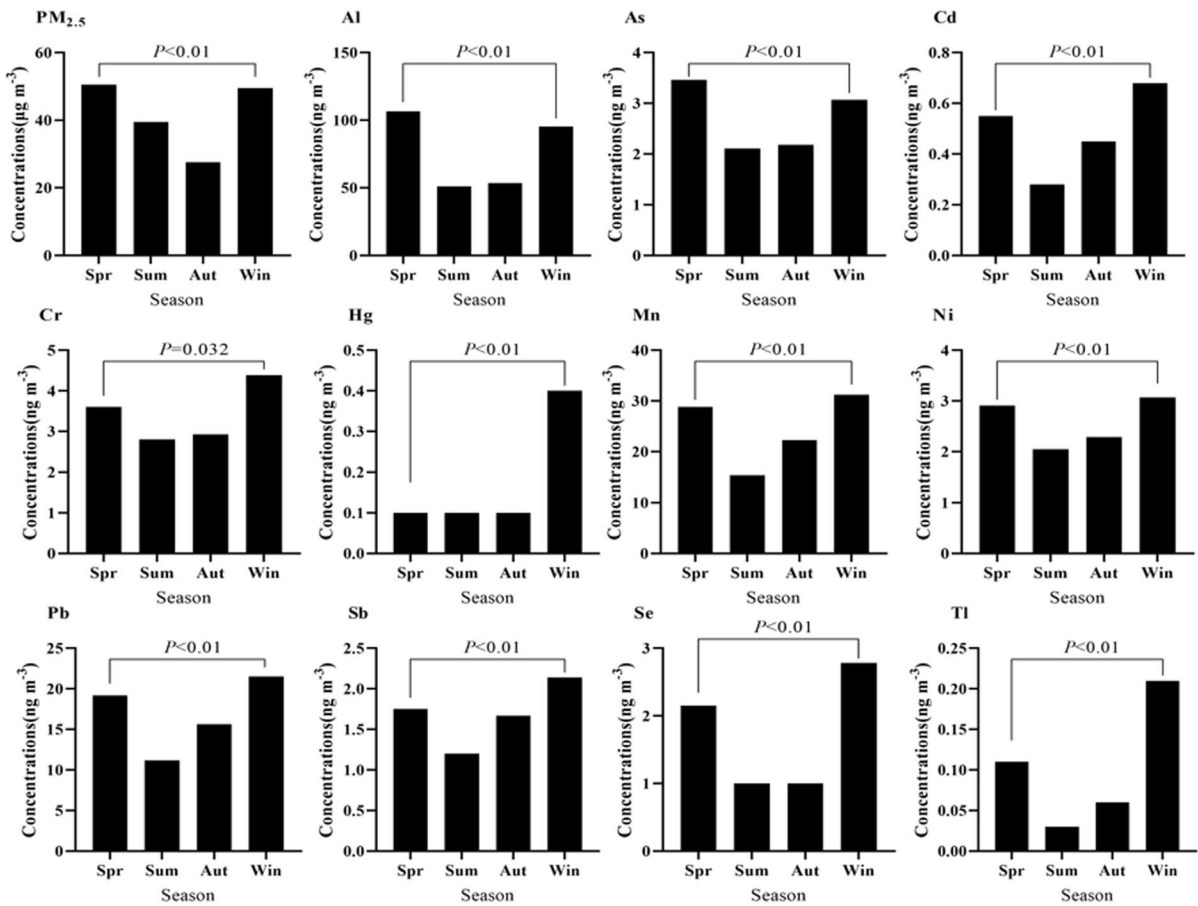 PM2.5
Al
As
Cd
P<0.01
P<0.01
P<0.01
P<0.01
Concentrations(μg m-3)
60
40
20
0
Spr Sum Aut Win
Season
Concentrations(ng m-3)
150
100
50
0
Spr Sum Aut Win
Season
Concentrations(ng m-3)
4
3
2
1
0
Spr Sum Aut Win
Season
Concentrations(ng m-3)
0.8
0.6
0.4
0.2
0.0
Spr Sum Aut Win
Season
Cr
Hg
Mn
Ni
P=0.032
P<0.01
P<0.01
P<0.01
Concentrations(ng m-3)
5
4
3
2
1
0
Spr Sum Aut Win
Season
Concentrations(ng m-3)
0.5
0.4
0.3
0.2
0.1
0.0
Spr Sum Aut Win
Season
Concentrations(ng m-3)
40
30
20
10
0
Spr Sum Aut Win
Season
Concentrations(ng m-3)
4
3
2
1
0
Spr Sum Aut Win
Season
Pb
Sb
Se
Tl
P<0.01
P<0.01
P<0.01
P<0.01
Concentrations(ng m-3)
25
20
15
10
5
0
Spr Sum Aut Win
Season
Concentrations(ng m-3)
2.5
2.0
1.5
1.0
0.5
0.0
Spr Sum Aut Win
Season
Concentrations(ng m-3)
3
2
1
0
Spr Sum Aut Win
Season
Concentrations(ng m-3)
0.25
0.20
0.15
0.10
0.05
0.00
Spr Sum Aut Win
Season